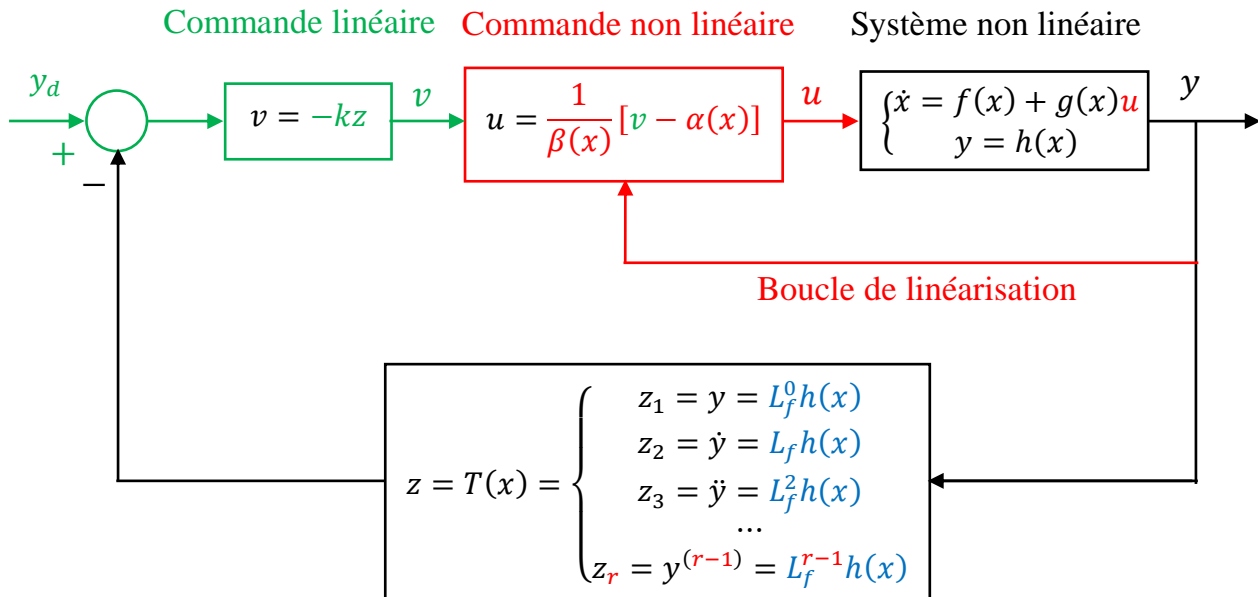 Commande linéaire
Commande non linéaire
Système non linéaire
y_d
+
−
v = −kz
v
u = 1/β(x) [v − α(x)]
u
ẋ = f(x) + g(x)u
y = h(x)
y
Boucle de linéarisation
z = T(x) =
z_1 = y = L_f^0 h(x)
z_2 = ẏ = L_f h(x)
z_3 = ÿ = L_f^2 h(x)
…
z_r = y^(r−1) = L_f^{r−1} h(x)